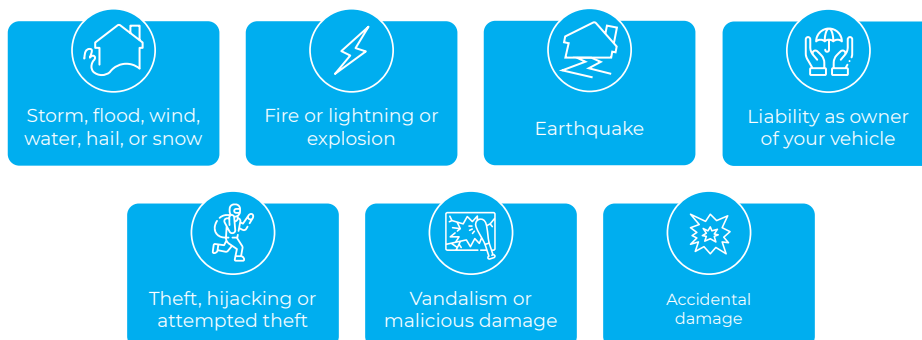 Storm, flood, wind,
water, hail, or snow
Fire or lightning or
explosion
Earthquake
Liability as owner
of your vehicle
Theft, hijacking or
attempted theft
Vandalism or
malicious damage
Accidental
damage